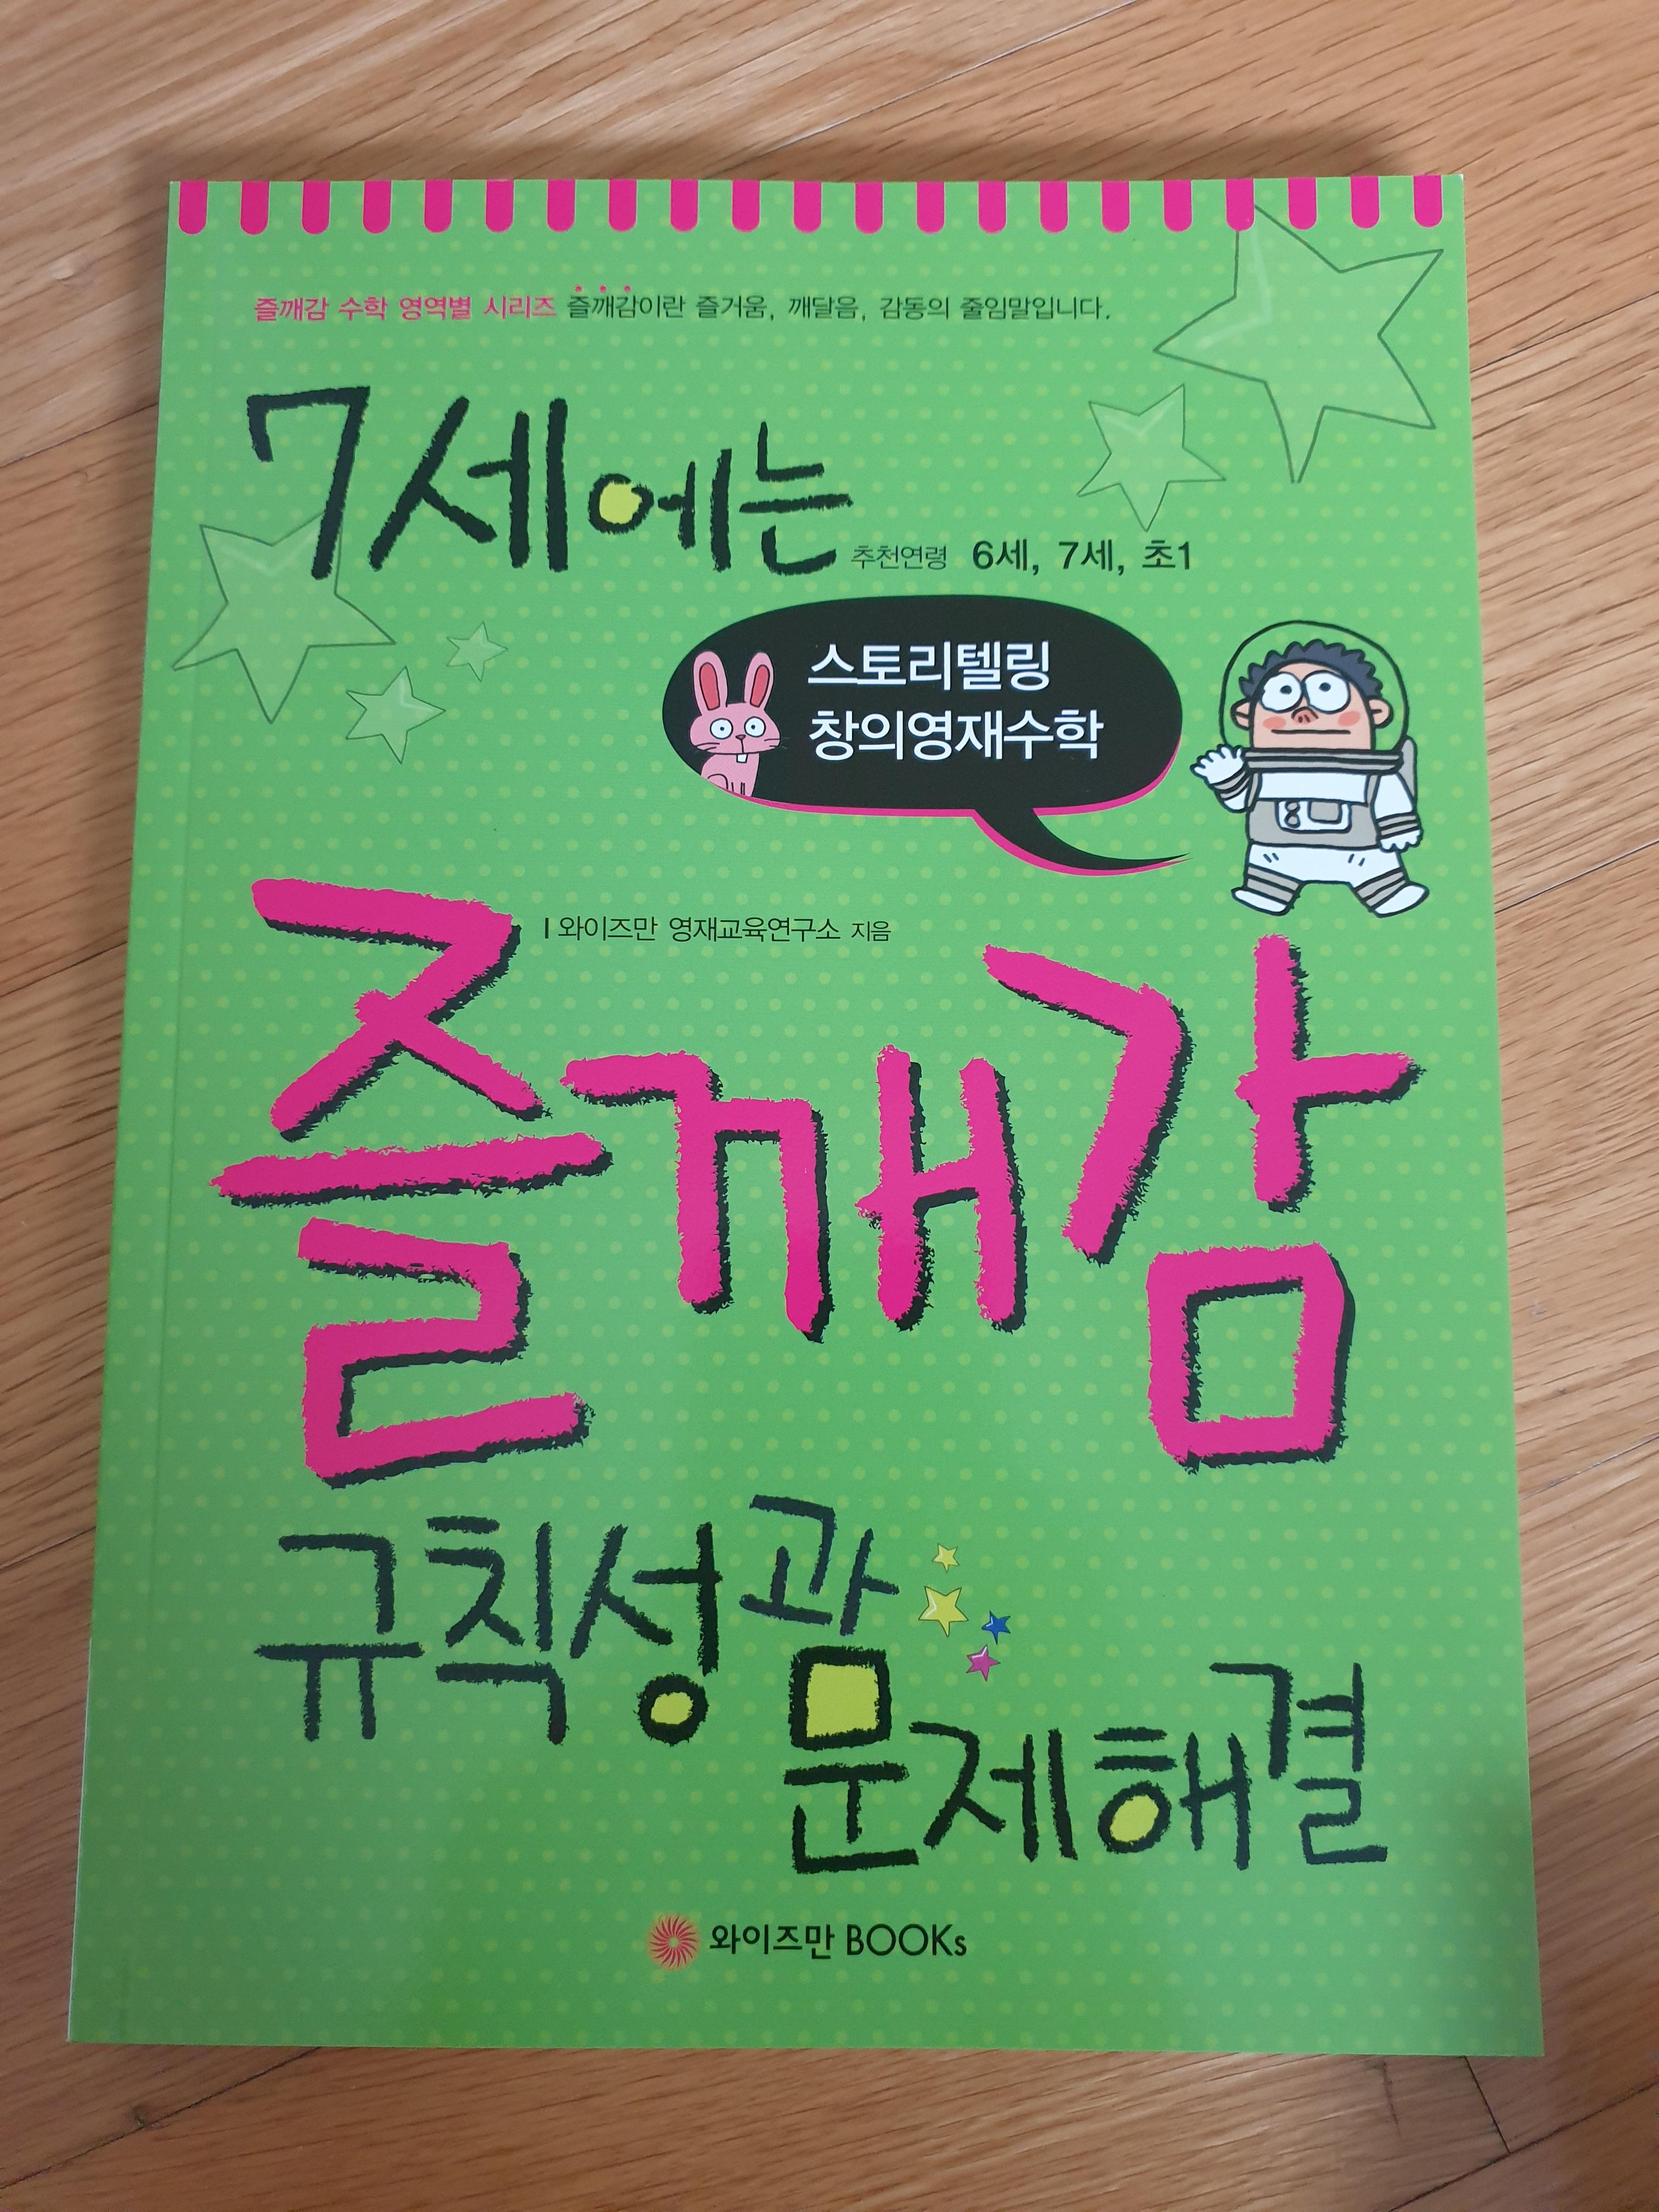 즐깨감 수학 영역별 시리즈 즐깨감이란 즐거움, 깨달음, 감동의 줄임말입니다.
7세에는
추천연령 6세, 7세, 초1
스토리텔링
창의영재수학
와이즈만 영재교육연구소 지음
즐깨감
규칙성과
문제해결
와이즈만 BOOKs